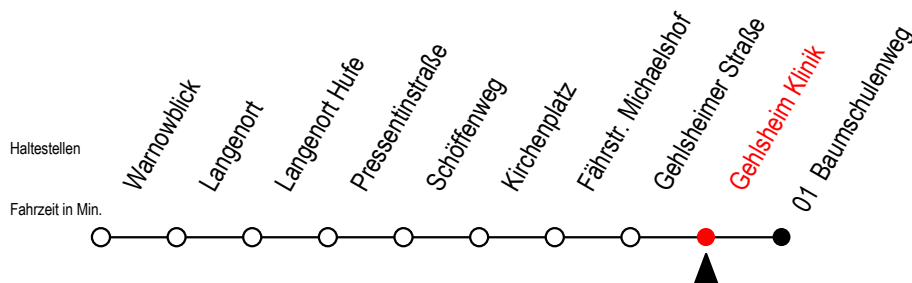 Haltestellen
Fahrzeit in Min.
Warnowblick
Langenort
Langenort Hufe
Pressentinstraße
Schöffenweg
Kirchenplatz
Fährstr. Michaelshof
Gehlsheimer Straße
Gehlsheim Klinik
01 Baumschulenweg